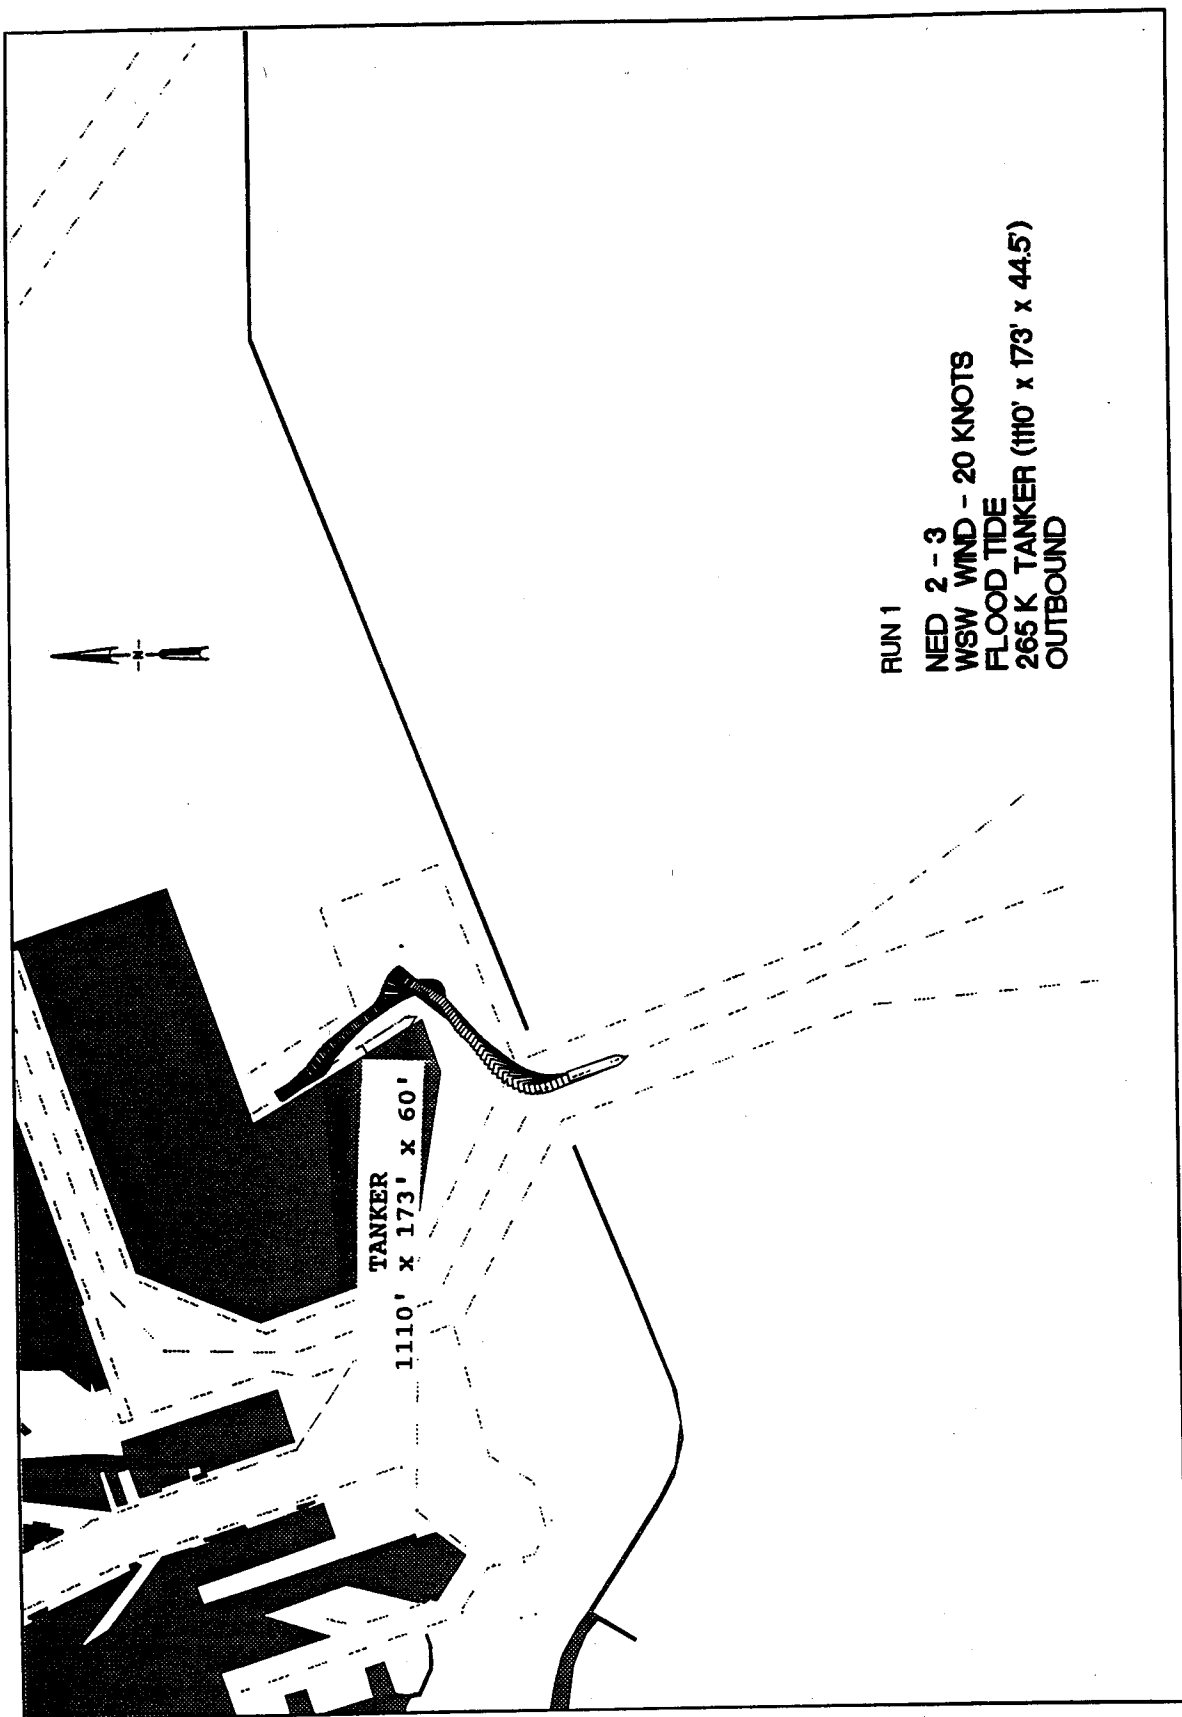 N
TANKER
1110' x 173' x 60'
RUN 1
NED 2 - 3
WSW WIND - 20 KNOTS
FLOOD TIDE
265 K TANKER (1110' x 173' x 44.5')
OUTBOUND